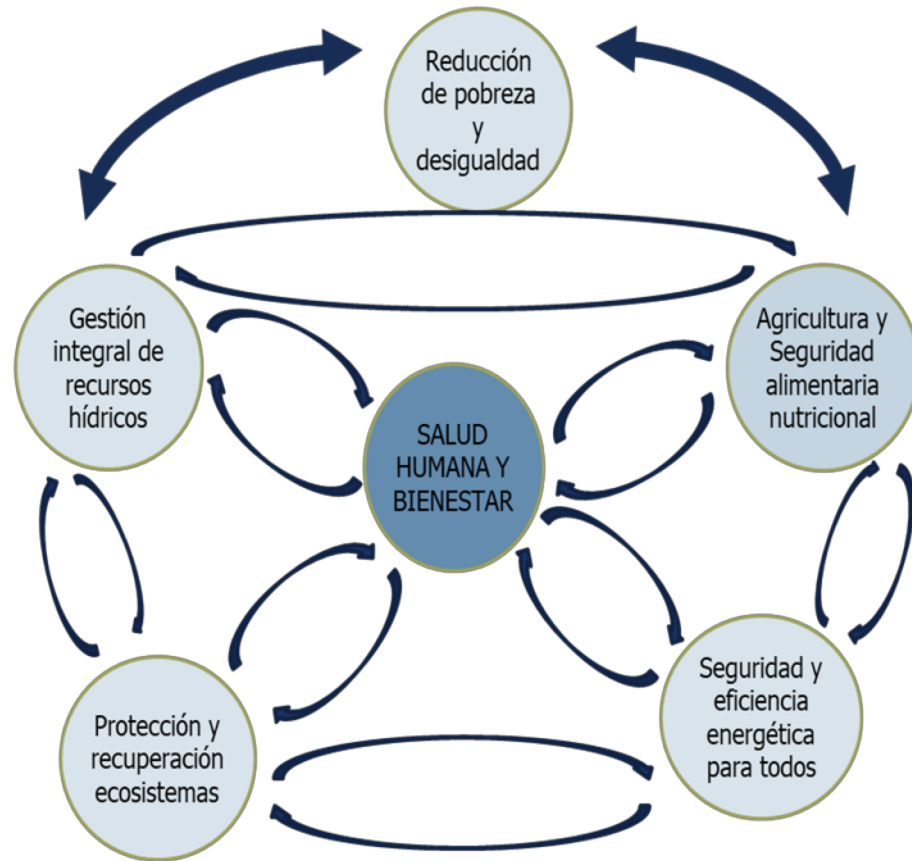 Reducción
de pobreza
y
desigualdad
Gestión
integral de
recursos
hídricos
Agricultura y
Seguridad
alimentaria
nutricional
SALUD
HUMANA Y
BIENESTAR
Protección y
recuperación
ecosistemas
Seguridad y
eficiencia
energética
para todos